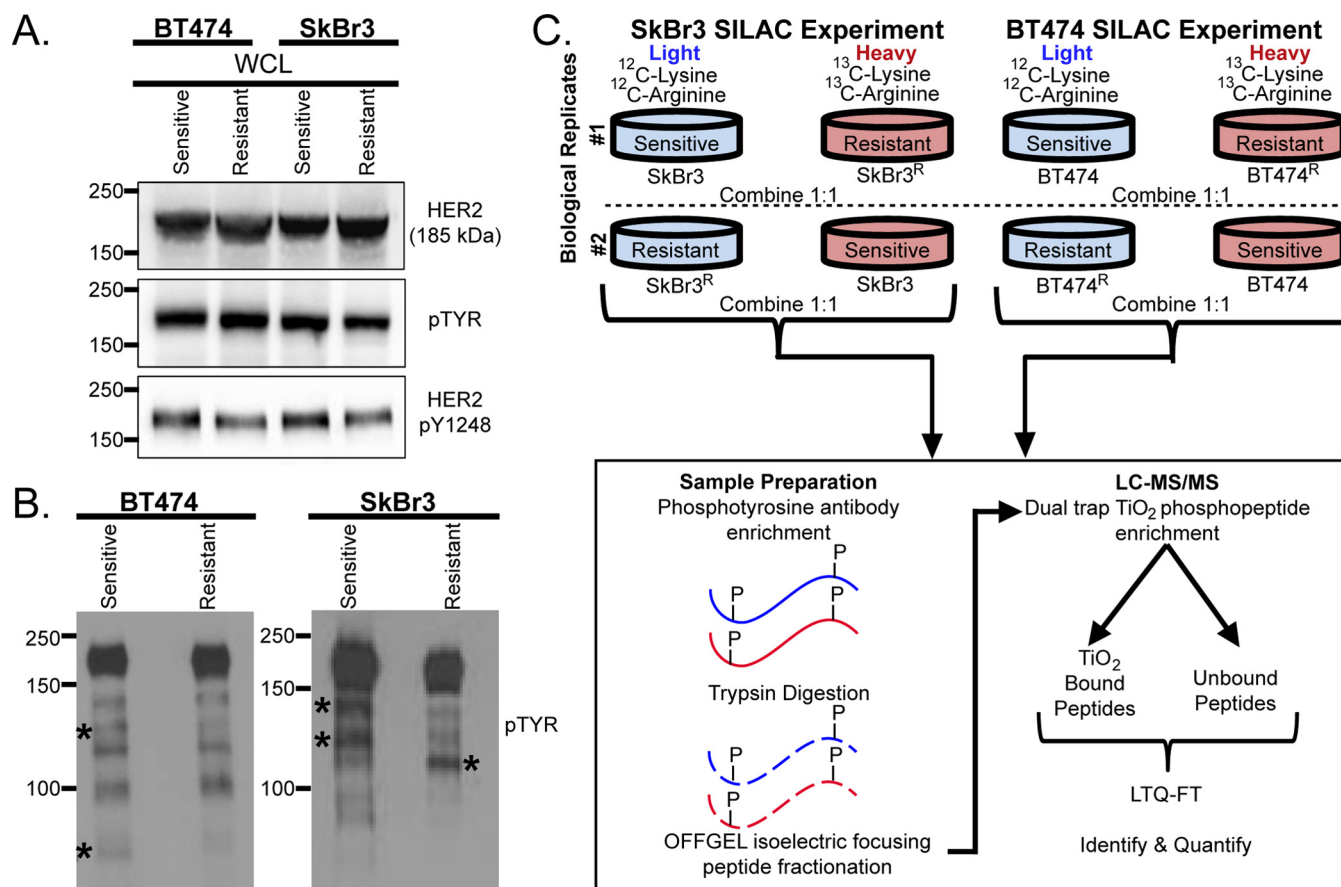 A.
BT474 SkBr3
WCL
Sensitive
Resistant
Sensitive
Resistant
250
150
HER2
(185 kDa)
250
150
pTYR
250
150
HER2
pY1248
B.
BT474 SkBr3
Sensitive
Resistant
Sensitive
Resistant
250
150
100
*
*
250
150
100
*
*
*
pTYR
C.
SkBr3 SILAC Experiment BT474 SILAC Experiment
Light Heavy Light Heavy
¹²C-Lysine ¹³C-Lysine ¹²C-Lysine ¹³C-Lysine
¹²C-Arginine ¹³C-Arginine ¹²C-Arginine ¹³C-Arginine
Biological Replicates
#1
Sensitive Resistant Sensitive Resistant
SkBr3 SkBr3ᴿ BT474 BT474ᴿ
Combine 1:1 Combine 1:1
#2
Resistant Sensitive Resistant Sensitive
SkBr3ᴿ SkBr3 BT474ᴿ BT474
Combine 1:1 Combine 1:1
Sample Preparation
Phosphotyrosine antibody
enrichment
P
P
P
P
Trypsin Digestion
P
P
P
P
OFFGEL isoelectric focusing
peptide fractionation
LC-MS/MS
Dual trap TiO₂ phosphopeptide
enrichment
TiO₂
Bound
Peptides
Unbound
Peptides
LTQ-FT
Identify & Quantify